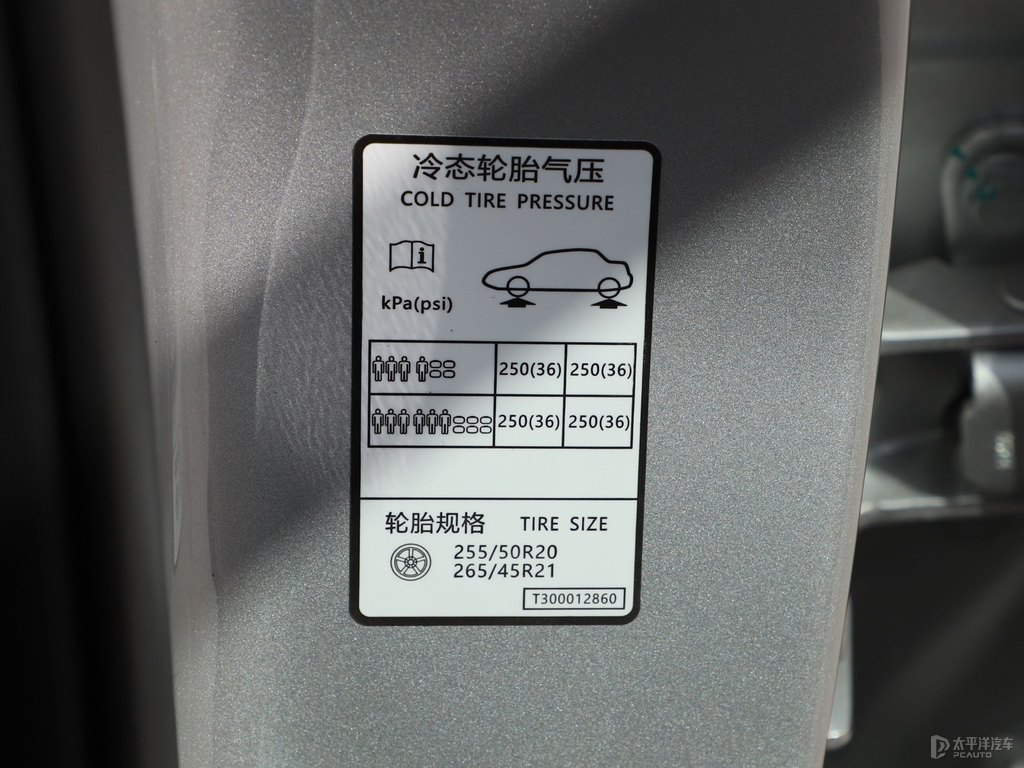 冷态轮胎气压
COLD TIRE PRESSURE
kPa(psi)
250(36) 250(36)
250(36) 250(36)
轮胎规格 TIRE SIZE
255/50R20
265/45R21
T300012860
太平洋汽车
PCAUTO